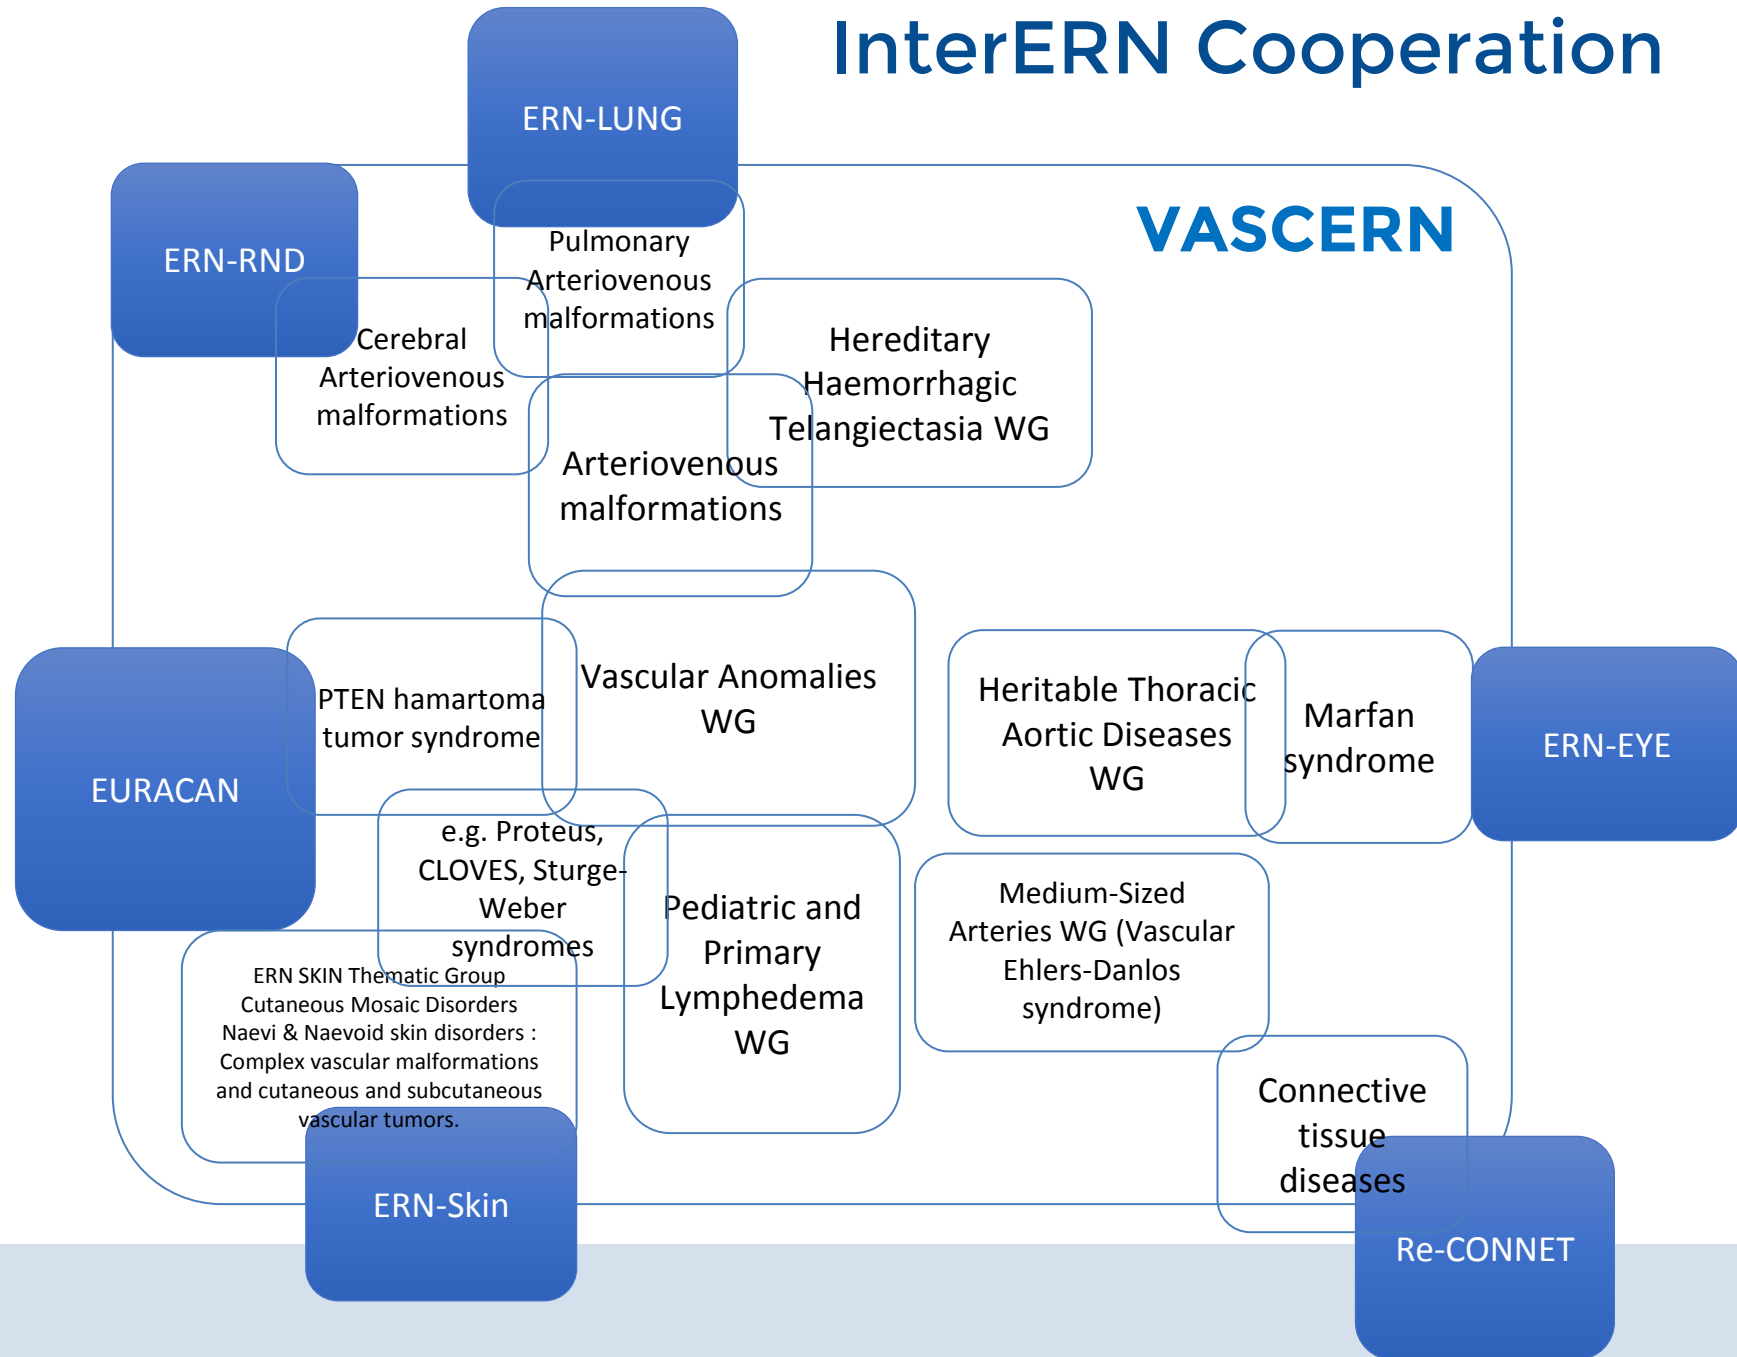 InterERN Cooperation
ERN-LUNG
VASCERN
ERN-RND
Pulmonary
Arteriovenous
malformations
Cerebral
Arteriovenous
malformations
Hereditary
Haemorrhagic
Telangiectasia WG
Arteriovenous
malformations
EURACAN
PTEN hamartoma
tumor syndrome
Vascular Anomalies
WG
Heritable Thoracic
Aortic Diseases
WG
Marfan
syndrome
ERN-EYE
e.g. Proteus,
CLOVES, Sturge-
Weber
syndromes
Pediatric and
Primary
Lymphedema
WG
Medium-Sized
Arteries WG (Vascular
Ehlers-Danlos
syndrome)
ERN SKIN Thematic Group
Cutaneous Mosaic Disorders
Naevi & Naevoid skin disorders :
Complex vascular malformations
and cutaneous and subcutaneous
vascular tumors.
ERN-Skin
Connective
tissue
diseases
Re-CONNET